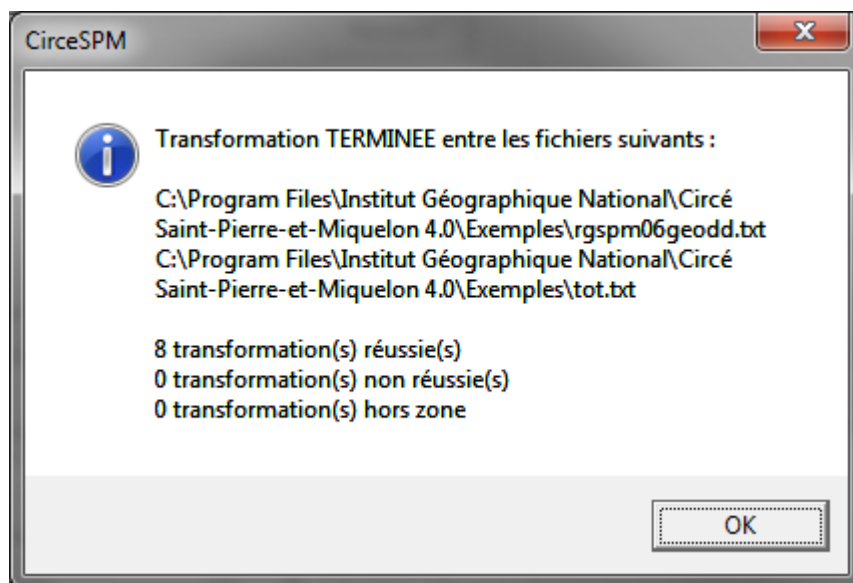 CirceSPM
Transformation TERMINEE entre les fichiers suivants :
C:\Program Files\Institut Géographique National\Circé
Saint-Pierre-et-Miquelon 4.0\Exemples\rgspm06geodd.txt
C:\Program Files\Institut Géographique National\Circé
Saint-Pierre-et-Miquelon 4.0\Exemples\tot.txt
8 transformation(s) réussie(s)
0 transformation(s) non réussie(s)
0 transformation(s) hors zone
OK